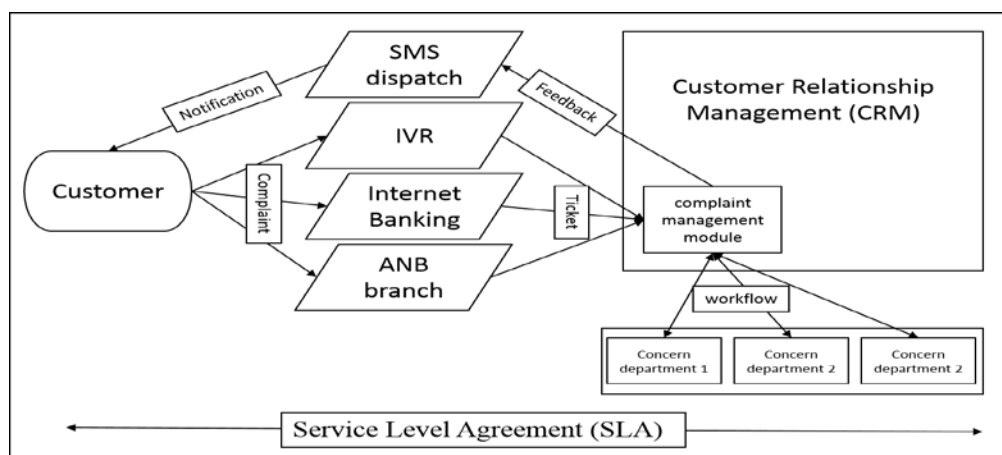 SMS
dispatch
Notification
Feedback
Customer Relationship
Management (CRM)
IVR
Customer
Complaint
Internet
Banking
Ticket
complaint
management
module
ANB
branch
workflow
Concern
department 1
Concern
department 2
Concern
department 2
Service Level Agreement (SLA)